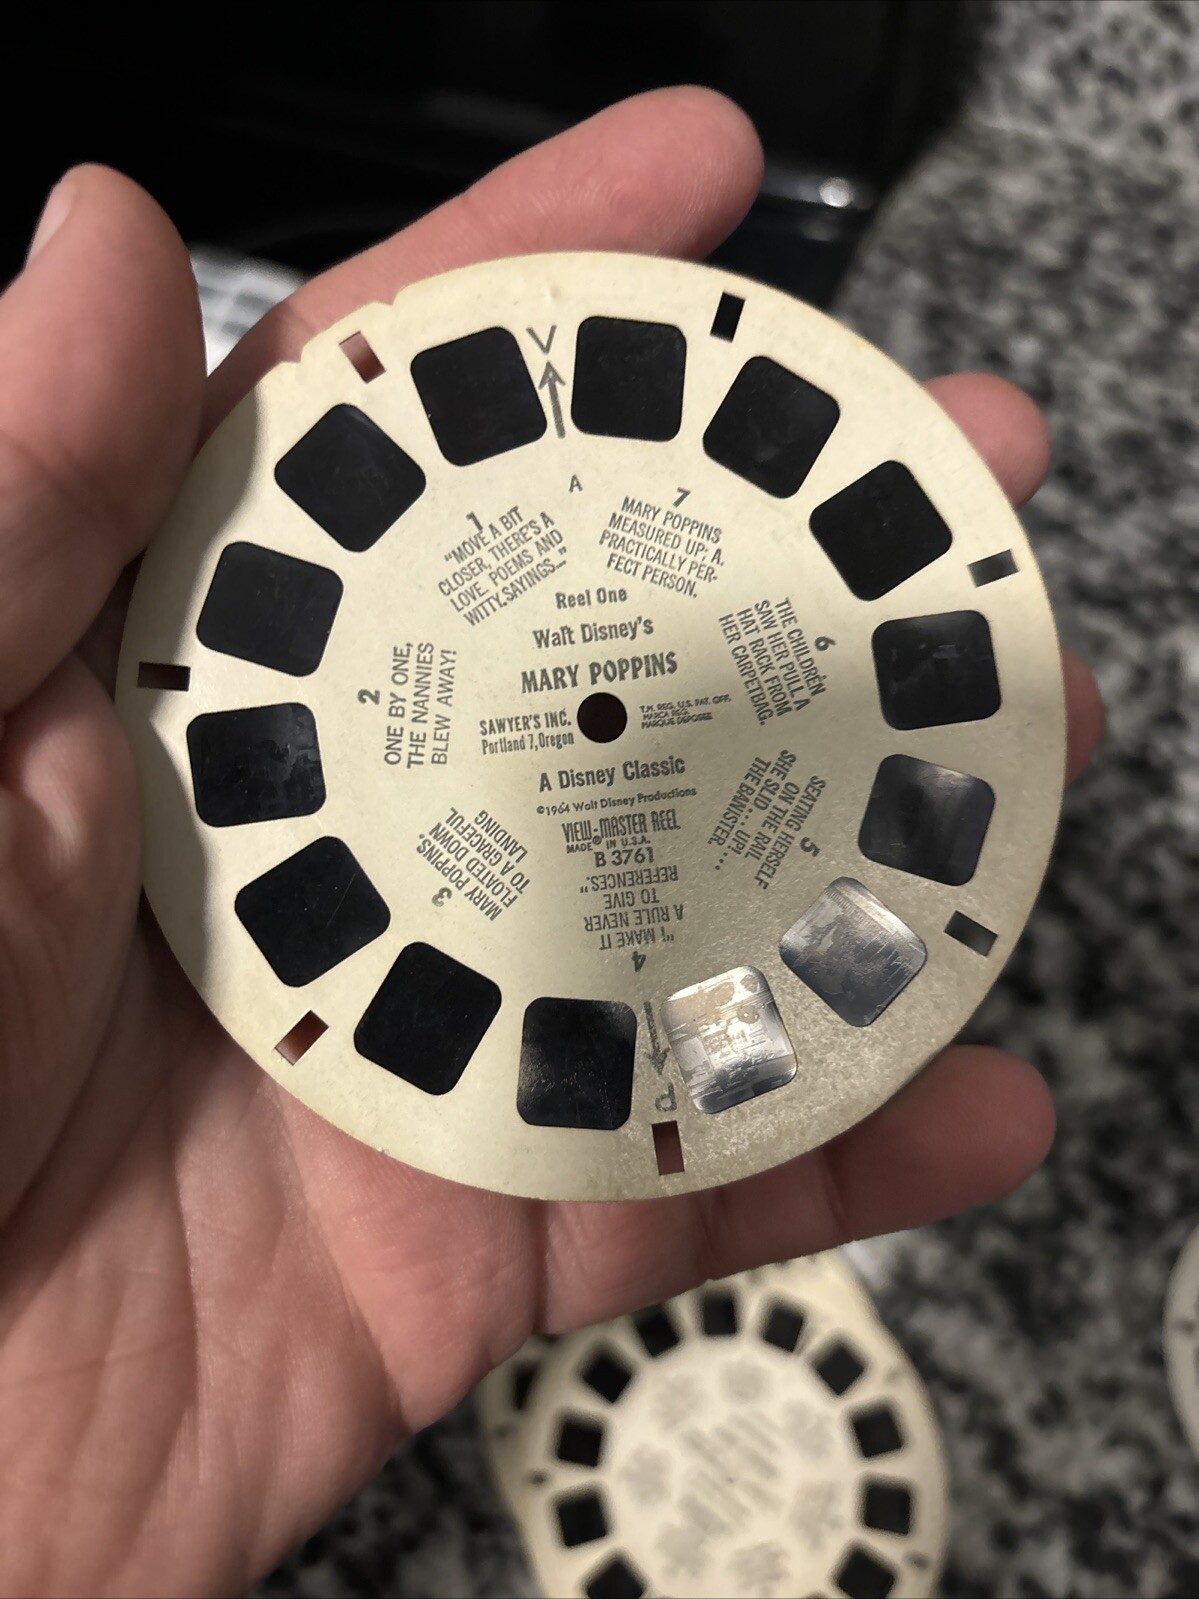 V
A
1
"MOVE A BIT
CLOSER, THERE'S A
LOVE. POEMS AND
WITTY SAYINGS..."
7
MARY POPPINS
MEASURED UP: A.
PRACTICALLY PER-
FECT PERSON.
Reel One
Walt Disney's
MARY POPPINS
SAWYER'S INC.
Portland 7, Oregon
T.M. REG. U.S. PAT. OFF.
MARCA REG.
MARQUE DEPOSEE
A Disney Classic
©1964 Walt Disney Productions
VIEW-MASTER® REEL
MADE IN U.S.A.
B 3761
6
THE CHILDREN
SAW HER PULL A
HAT RACK FROM
HER CARPETBAG.
5
SEATING HERSELF
ON THE RAIL
SHE SLID... UP!....
THE BANISTER...
4
"I MAKE IT
A RULE NEVER
TO GIVE
REFERENCES."
3
MARY POPPINS.
FLOATED DOWN
TO A GRACEFUL
LANDING
2
ONE BY ONE,
THE NANNIES
BLEW AWAY!
P